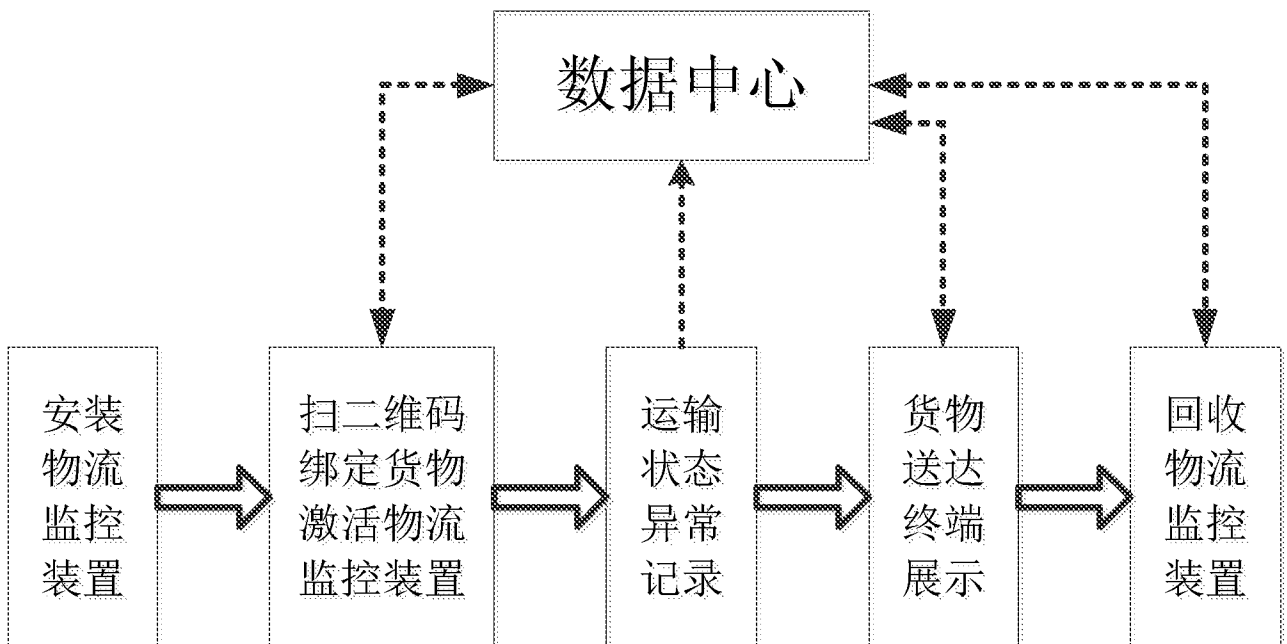 数据中心
安装
物流
监控
装置
扫二维码
绑定货物
激活物流
监控装置
运输
状态
异常
记录
货物
送达
终端
展示
回收
物流
监控
装置